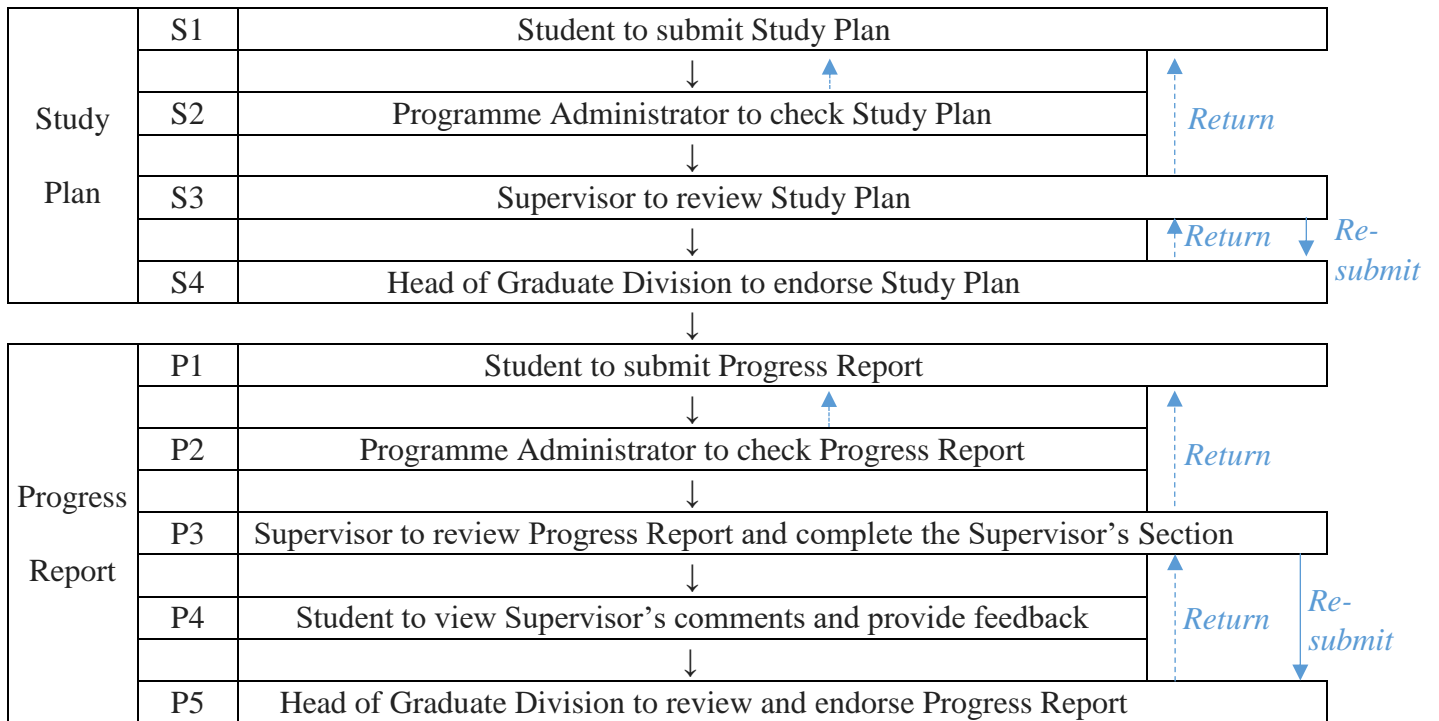 S1 Student to submit Study Plan
↓
S2 Programme Administrator to check Study Plan
Return
↓
Study Plan
S3 Supervisor to review Study Plan
↓ Return Re-submit
S4 Head of Graduate Division to endorse Study Plan
↓
P1 Student to submit Progress Report
↓
P2 Programme Administrator to check Progress Report
Return
↓
Progress Report
P3 Supervisor to review Progress Report and complete the Supervisor's Section
↓
P4 Student to view Supervisor's comments and provide feedback
Return Re-submit
↓
P5 Head of Graduate Division to review and endorse Progress Report